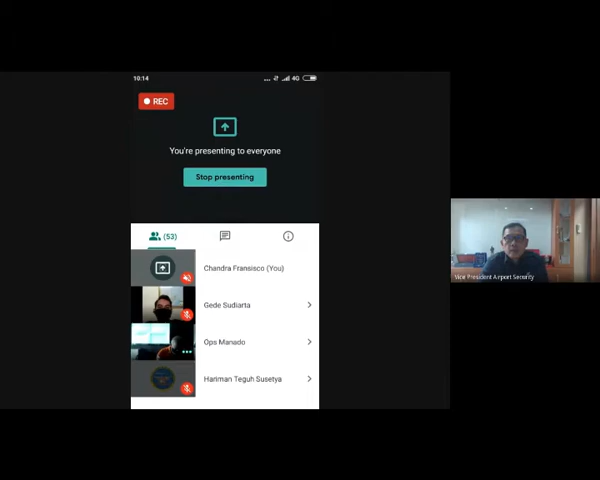 19:14
4G
REC
You're presenting to everyone
Stop presenting
(53)
Chandra Fransisco (You)
Gede Sudiarta
Ops Manado
Hariman Teguh Susetya
Vice President Airport Security